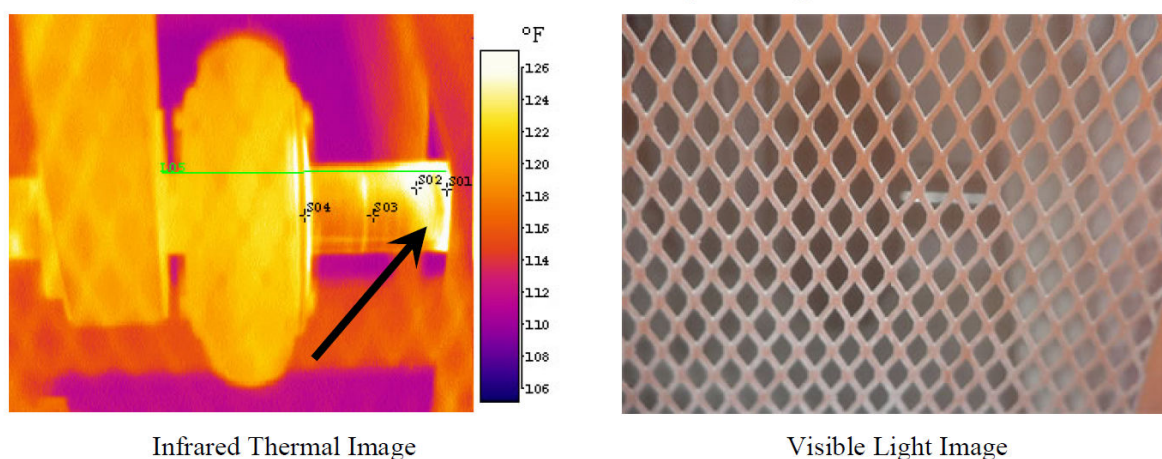 °F
126
124
122
120
118
116
114
112
110
108
106
L06
S02
S01
S04
S03
Infrared Thermal Image
Visible Light Image